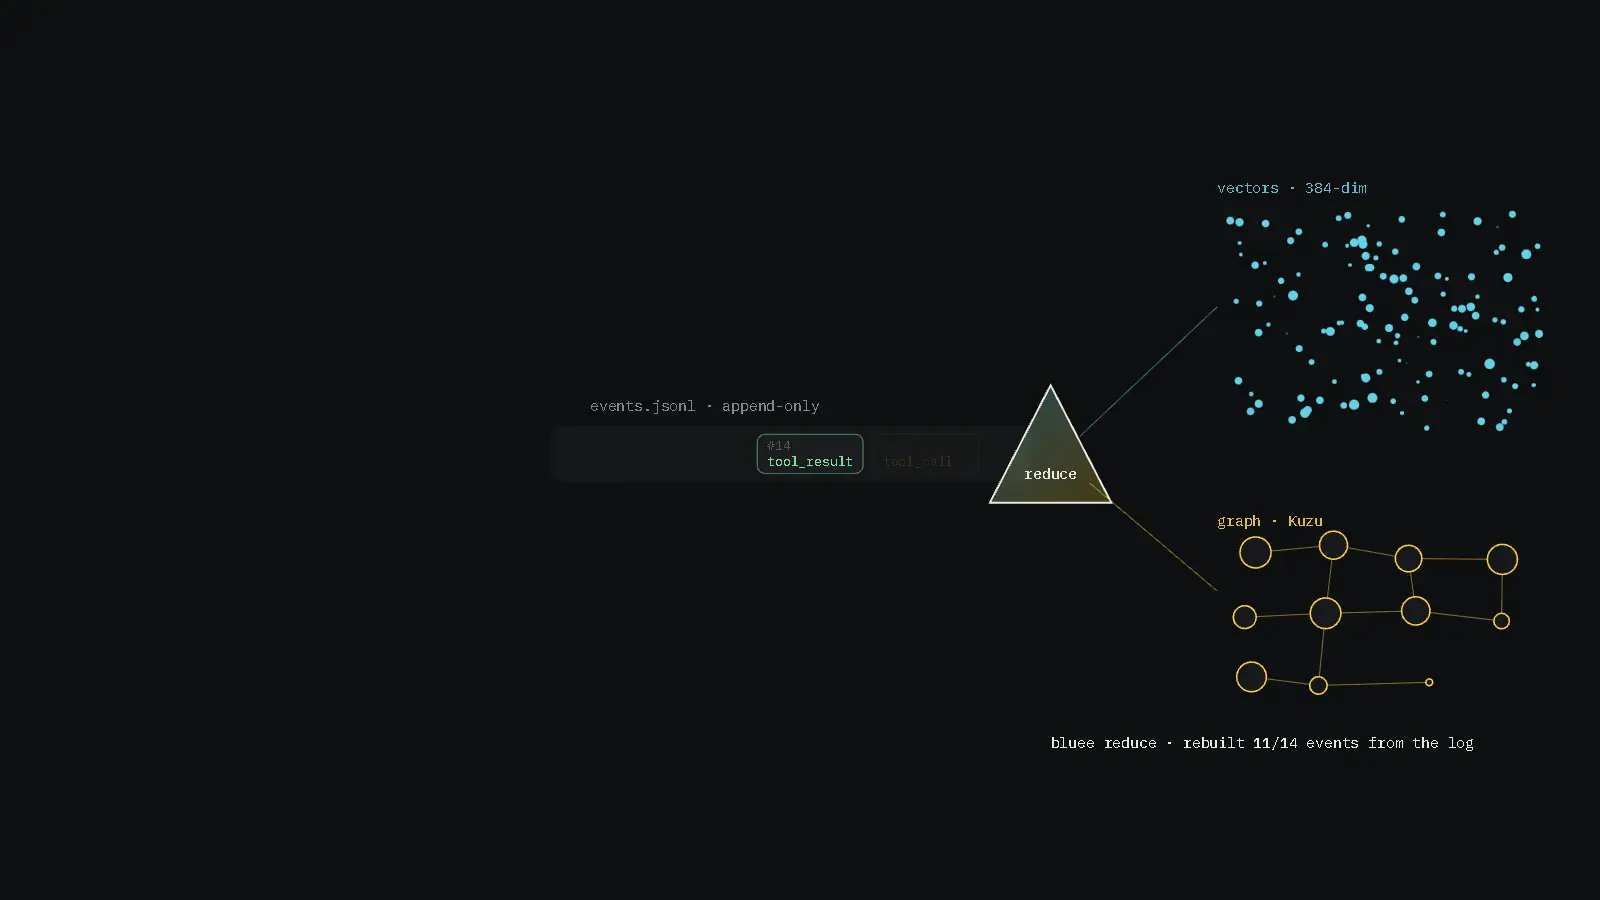 vectors · 384-dim
events.jsonl · append-only
#14
tool_result
tool_call
reduce
graph · Kuzu
bluee reduce · rebuilt 11/14 events from the log